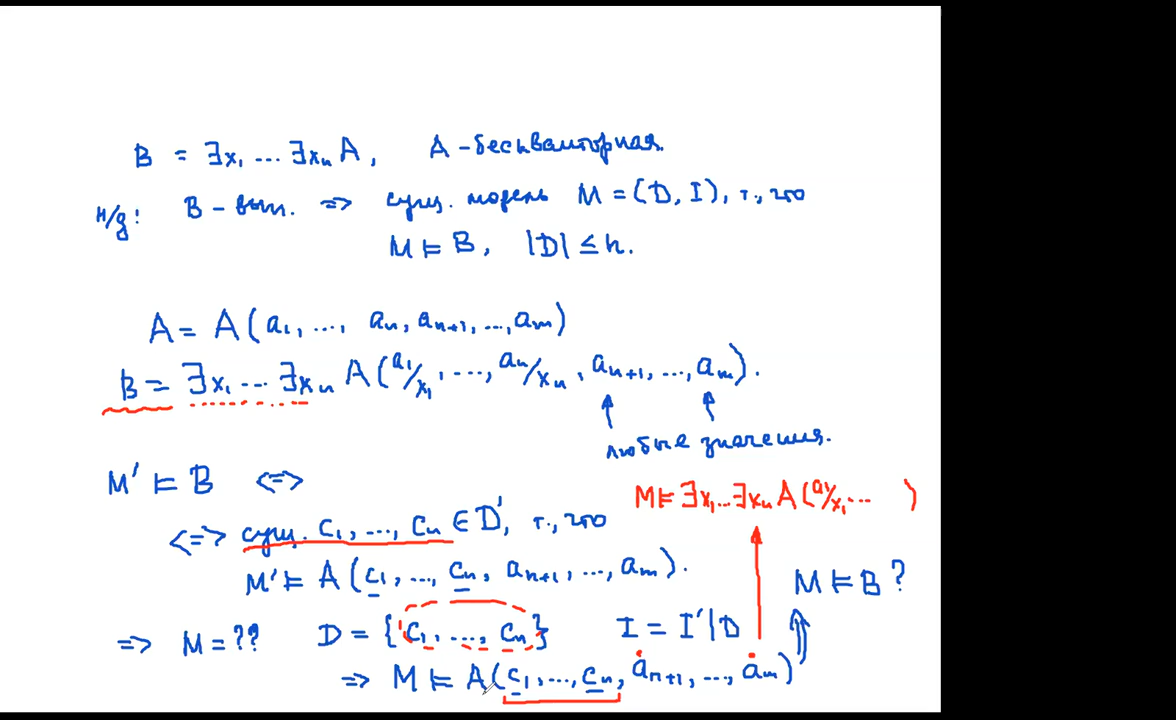 B = ∃x₁ ... ∃xₙ A, A - бескванторная.
н/д: B - вып. => сущ. модель M = (D, I), т., что
M ⊨ B, |D| ≤ n.
A = A(a₁, ..., aₙ, aₙ₊₁, ..., aₘ)
B = ∃x₁ ... ∃xₙ A(a₁/x₁, ..., aₙ/xₙ, aₙ₊₁, ..., aₘ).
любые значения.
M' ⊨ B <=>
M ⊨ ∃x₁...∃xₙ A(a₁/x₁, ... )
<=> сущ. c₁, ..., cₙ ∈ D', т., что
M' ⊨ A(c₁, ..., cₙ, aₙ₊₁, ..., aₘ).
M ⊨ B?
=> M = ?? D = {c₁, ..., cₙ} I = I'|D
=> M ⊨ A(c₁, ..., cₙ, aₙ₊₁, ..., aₘ)